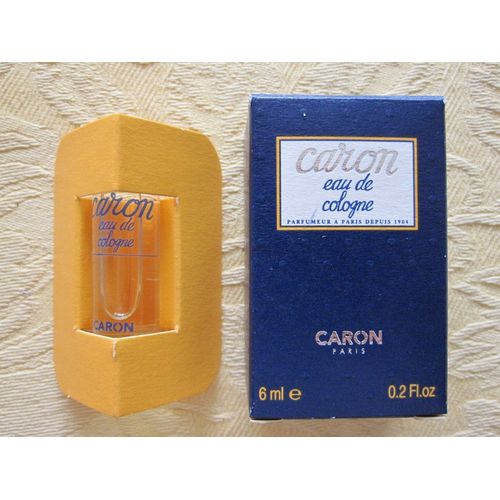 caron
eau de
cologne
CARON
caron
eau de
cologne
PARFUMEUR A PARIS DEPUIS 1904
CARON
PARIS
6 ml e 0.2 Fl.oz